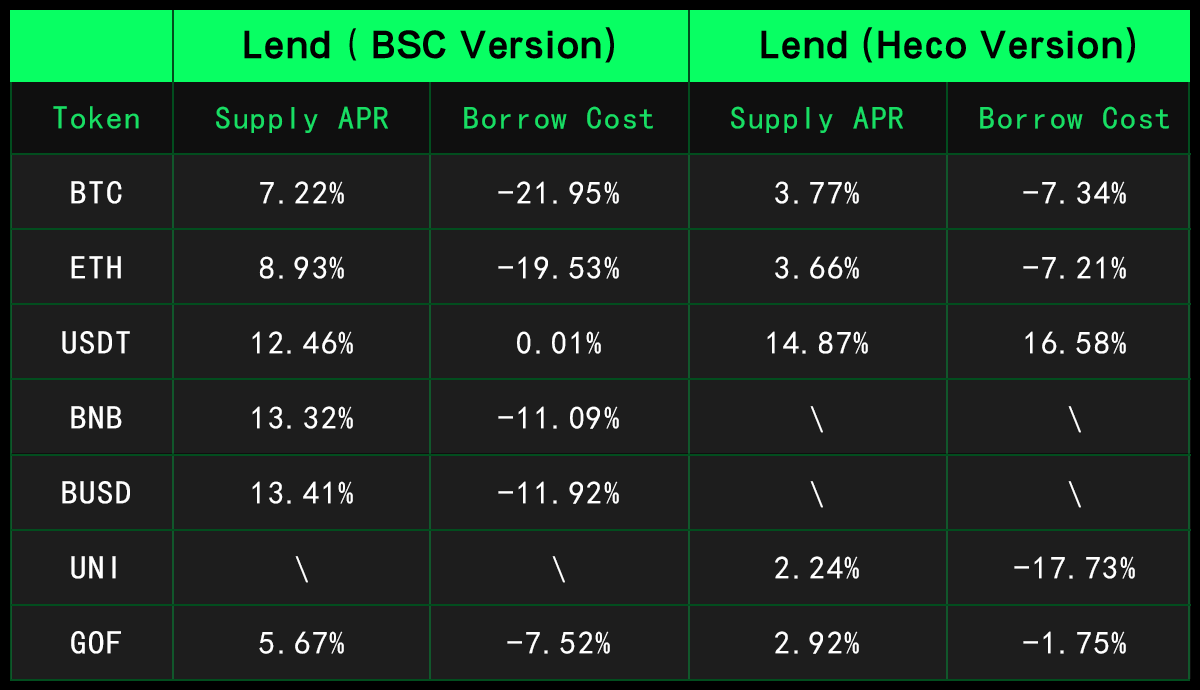 Lend ( BSC Version) Lend (Heco Version)
Token Supply APR Borrow Cost Supply APR Borrow Cost
BTC 7.22% -21.95% 3.77% -7.34%
ETH 8.93% -19.53% 3.66% -7.21%
USDT 12.46% 0.01% 14.87% 16.58%
BNB 13.32% -11.09% \ \
BUSD 13.41% -11.92% \ \
UNI \ \ 2.24% -17.73%
GOF 5.67% -7.52% 2.92% -1.75%